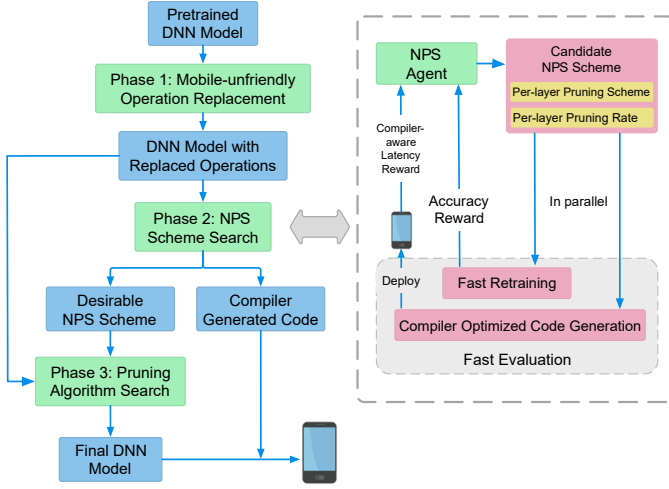 Pretrained
DNN Model
Phase 1: Mobile-unfriendly
Operation Replacement
DNN Model with
Replaced Operations
Phase 2: NPS
Scheme Search
Desirable
NPS Scheme
Compiler
Generated Code
Phase 3: Pruning
Algorithm Search
Final DNN
Model
NPS
Agent
Candidate
NPS Scheme
Per-layer Pruning Scheme
Per-layer Pruning Rate
Compiler-
aware
Latency
Reward
Accuracy
Reward
In parallel
Deploy
Fast Retraining
Compiler Optimized Code Generation
Fast Evaluation